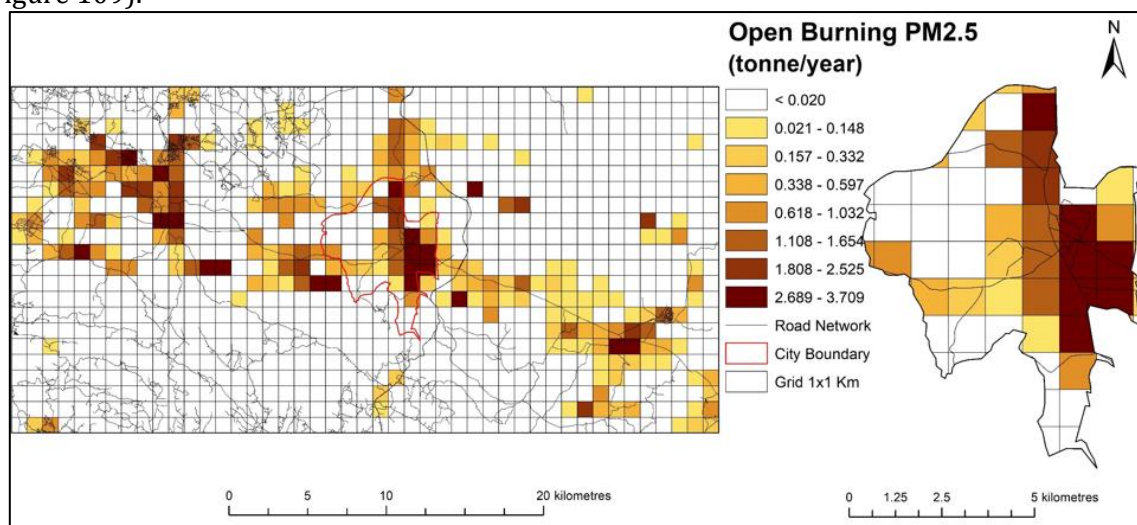 igure 109).
Open Burning PM2.5
(tonne/year)
< 0.020
0.021 - 0.148
0.157 - 0.332
0.338 - 0.597
0.618 - 1.032
1.108 - 1.654
1.808 - 2.525
2.689 - 3.709
Road Network
City Boundary
Grid 1x1 Km
N
0 5 10 20 kilometres
0 1.25 2.5 5 kilometres